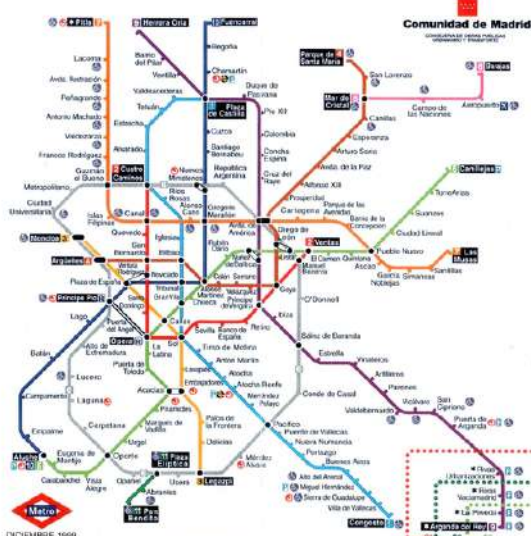 Comunidad de Madrid
Pitis
Herrera Oria
Fuencarral
Lacoma
Barrio
del Pilar
Begoña
Parque de
Santa María
Avda. Ilustración
Ventilla
Chamartín
San Lorenzo
Barajas
Peñagrande
Valdeacederas
Duque de
Pastrana
Mar de
Cristal
Antonio Machado
Tetuán
Plaza
de Castilla
Pío XII
Canillas
Campo de
las Naciones
Aeropuerto
Valdezarza
Estrecho
Cuzco
Colombia
Esperanza
Francos Rodríguez
Alvarado
Santiago
Bernabeu
Concha
Espina
Arturo Soria
Guzmán
el Bueno
Cuatro
Caminos
Nuevos
Ministerios
República
Argentina
Cruz del
Rayo
Avda. de la Paz
Canillejas
Metropolitano
Ríos
Rosas
Alfonso XIII
Torre Arias
Ciudad
Universitaria
Alonso
Cano
Gregorio
Marañón
Prosperidad
Suanzes
Islas
Filipinas
Canal
Avda. de
América
Cartagena
Parque de las
Avenidas
Ciudad Lineal
Moncloa
Quevedo
Iglesia
Rubén
Darío
Diego de
León
Barrio de la
Concepción
Pueblo Nuevo
Argüelles
San
Bernardo
Bilbao
Núñez
de Balboa
Ventas
El Carmen
Quintana
Ascao
Las
Musas
Ventura
Rodríguez
Colón
Serrano
Manuel
Becerra
García
Noblejas
Simancas
Plaza de España
Noviciado
Tribunal
Alonso
Martínez
Velázquez
Goya
Príncipe Pío
Santo
Domingo
Gran Vía
Chueca
Príncipe
de Vergara
O'Donnell
Lago
Puerta
del Ángel
Callao
Sevilla
Banco de
España
Retiro
Ibiza
Ópera
Sol
Batán
Alto de
Extremadura
La
Latina
Tirso de Molina
Sáinz de Baranda
Estrella
Lucero
Puerta de
Toledo
Lavapiés
Antón Martín
Vinateros
Campamento
Laguna
Acacias
Embajadores
Atocha
Atocha Renfe
Conde de Casal
Artilleros
Pavones
Empalme
Carpetana
Pirámides
Menéndez
Pelayo
Valdebernardo
Vicálvaro
San
Cipriano
Marqués de
Vadillo
Palos de
la Frontera
Pacífico
Puerta de
Arganda
Aluche
Eugenia de
Montijo
Oporto
Urgel
Delicias
Puente de Vallecas
Nueva Numancia
Carabanchel
Vista
Alegre
Opañel
Plaza
Elíptica
Usera
Legazpi
Méndez
Álvaro
Portazgo
Buenos Aires
Rivas
Urbanizaciones
Abrantes
Alto del Arenal
Miguel Hernández
Rivas
Vaciamadrid
Pan
Bendito
Sierra de Guadalupe
Villa de Vallecas
La Poveda
Metro
Congosto
Arganda del Rey
DICIEMBRE 1999